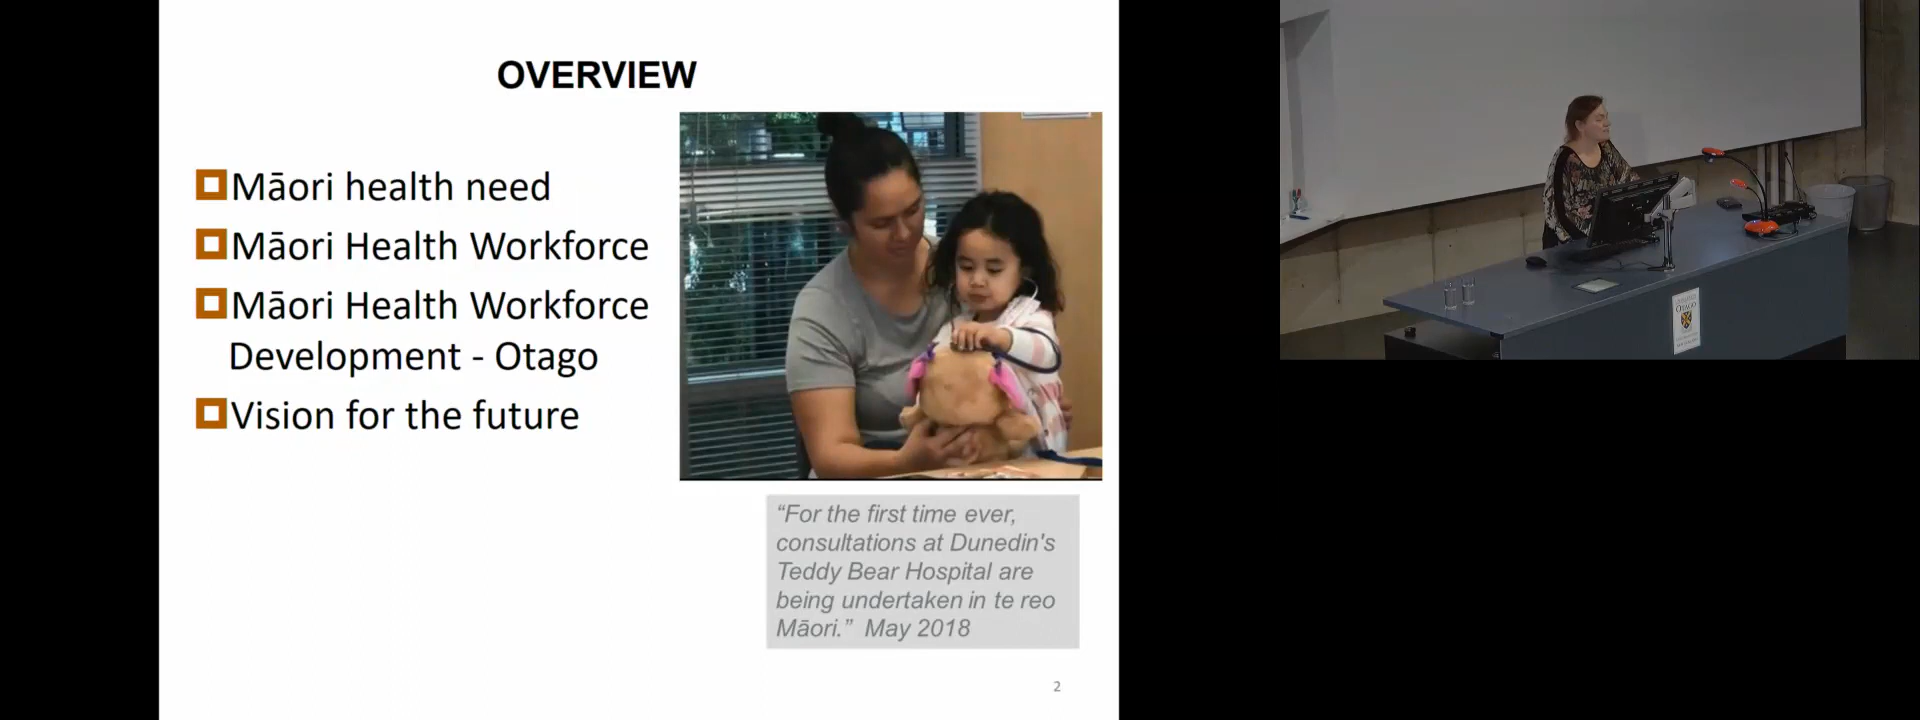 OVERVIEW
Māori health need
Māori Health Workforce
Māori Health Workforce
Development - Otago
Vision for the future
“For the first time ever,
consultations at Dunedin's
Teddy Bear Hospital are
being undertaken in te reo
Māori.” May 2018
2
OTAGO